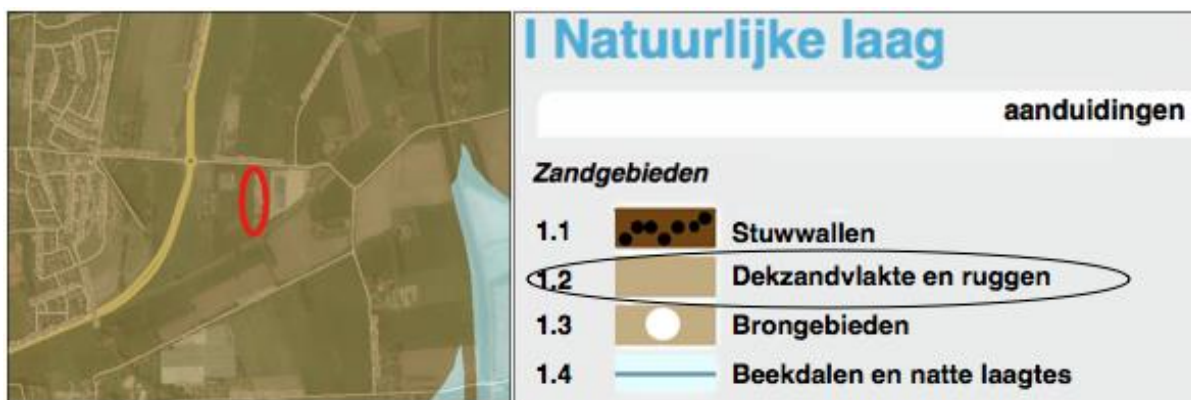 I Natuurlijke laag
aanduidingen
Zandgebieden
1.1 Stuwwallen
1.2 Dekzandvlakte en ruggen
1.3 Brongebieden
1.4 Beekdalen en natte laagtes